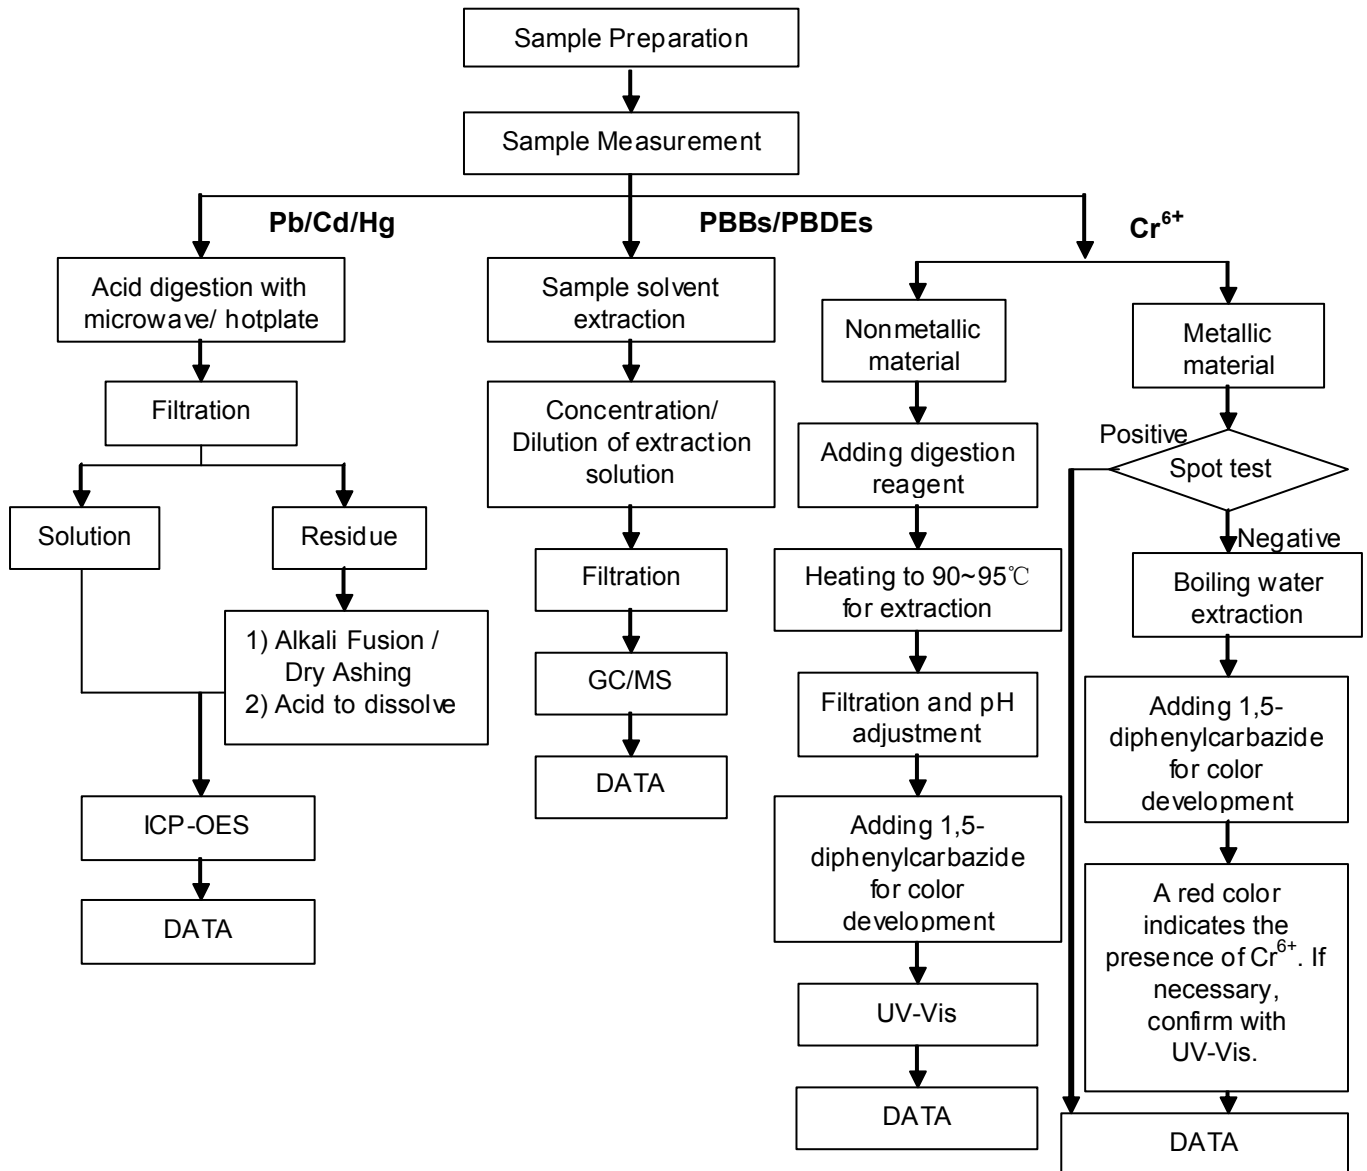 Sample Preparation
Sample Measurement
Pb/Cd/Hg
PBBs/PBDEs
Cr⁶⁺
Acid digestion with
microwave/ hotplate
Filtration
Solution
Residue
1) Alkali Fusion /
Dry Ashing
2) Acid to dissolve
ICP-OES
DATA
Sample solvent
extraction
Concentration/
Dilution of extraction
solution
Filtration
GC/MS
DATA
Nonmetallic
material
Adding digestion
reagent
Heating to 90~95℃
for extraction
Filtration and pH
adjustment
Adding 1,5-
diphenylcarbazide
for color
development
UV-Vis
DATA
Metallic
material
Positive
Spot test
Negative
Boiling water
extraction
Adding 1,5-
diphenylcarbazide
for color
development
A red color
indicates the
presence of Cr⁶⁺. If
necessary,
confirm with
UV-Vis.
DATA